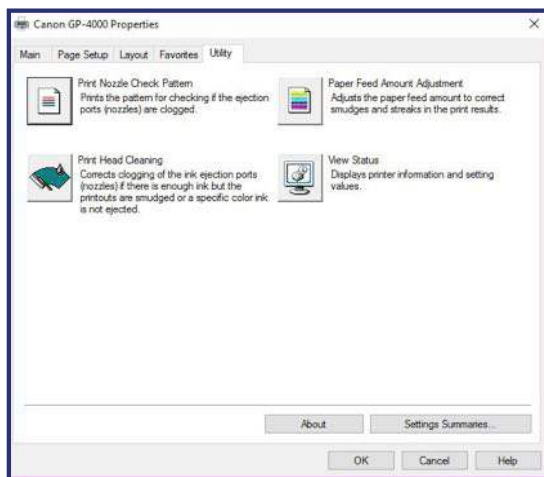 Canon GP-4000 Properties
Main Page Setup Layout Favorites Utility
Print Nozzle Check Pattern
Prints the pattern for checking if the ejection
ports (nozzles) are clogged.
Paper Feed Amount Adjustment
Adjusts the paper feed amount to correct
smudges and streaks in the print results.
Print Head Cleaning
Corrects clogging of the ink ejection ports
(nozzles) if there is enough ink but the
printouts are smudged or a specific color ink
is not ejected.
View Status
Displays printer information and setting
values.
About Settings Summaries...
OK Cancel Help